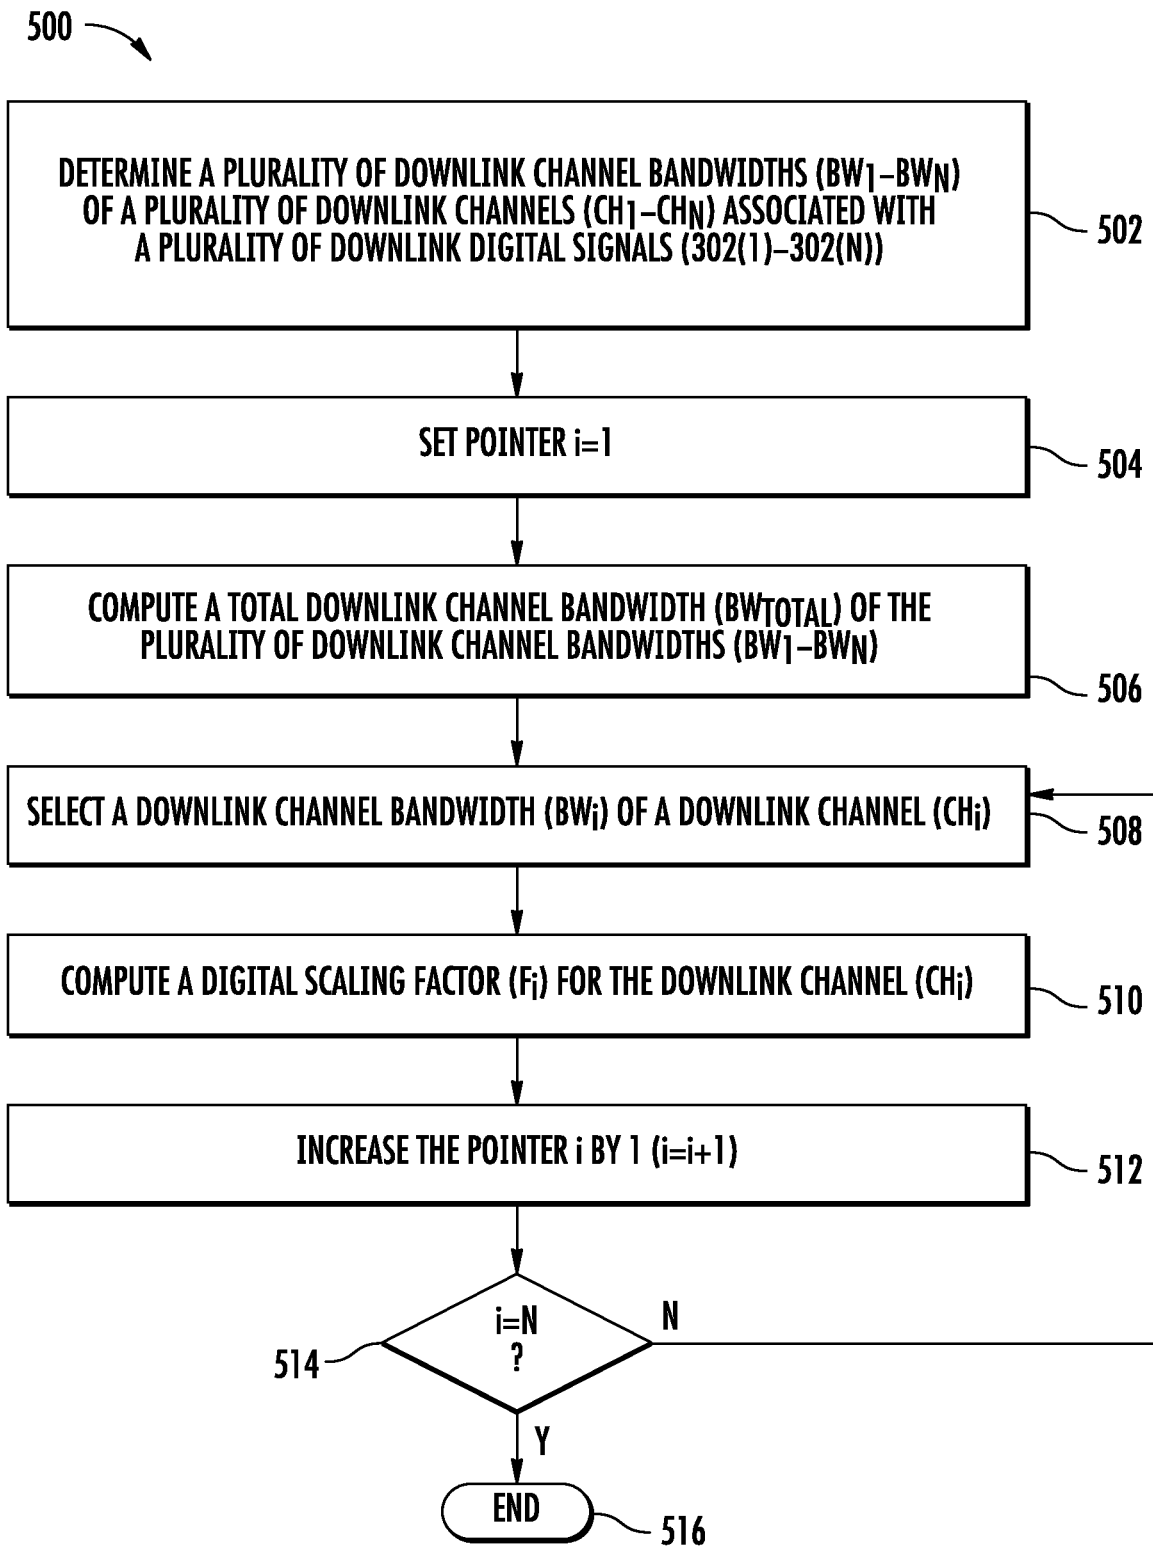 500
DETERMINE A PLURALITY OF DOWNLINK CHANNEL BANDWIDTHS (BW1–BWN)
OF A PLURALITY OF DOWNLINK CHANNELS (CH1–CHN) ASSOCIATED WITH
A PLURALITY OF DOWNLINK DIGITAL SIGNALS (302(1)–302(N))
502
SET POINTER i=1
504
COMPUTE A TOTAL DOWNLINK CHANNEL BANDWIDTH (BWTOTAL) OF THE
PLURALITY OF DOWNLINK CHANNEL BANDWIDTHS (BW1–BWN)
506
SELECT A DOWNLINK CHANNEL BANDWIDTH (BWi) OF A DOWNLINK CHANNEL (CHi)
508
COMPUTE A DIGITAL SCALING FACTOR (Fi) FOR THE DOWNLINK CHANNEL (CHi)
510
INCREASE THE POINTER i BY 1 (i=i+1)
512
i=N
?
N
514
Y
END
516